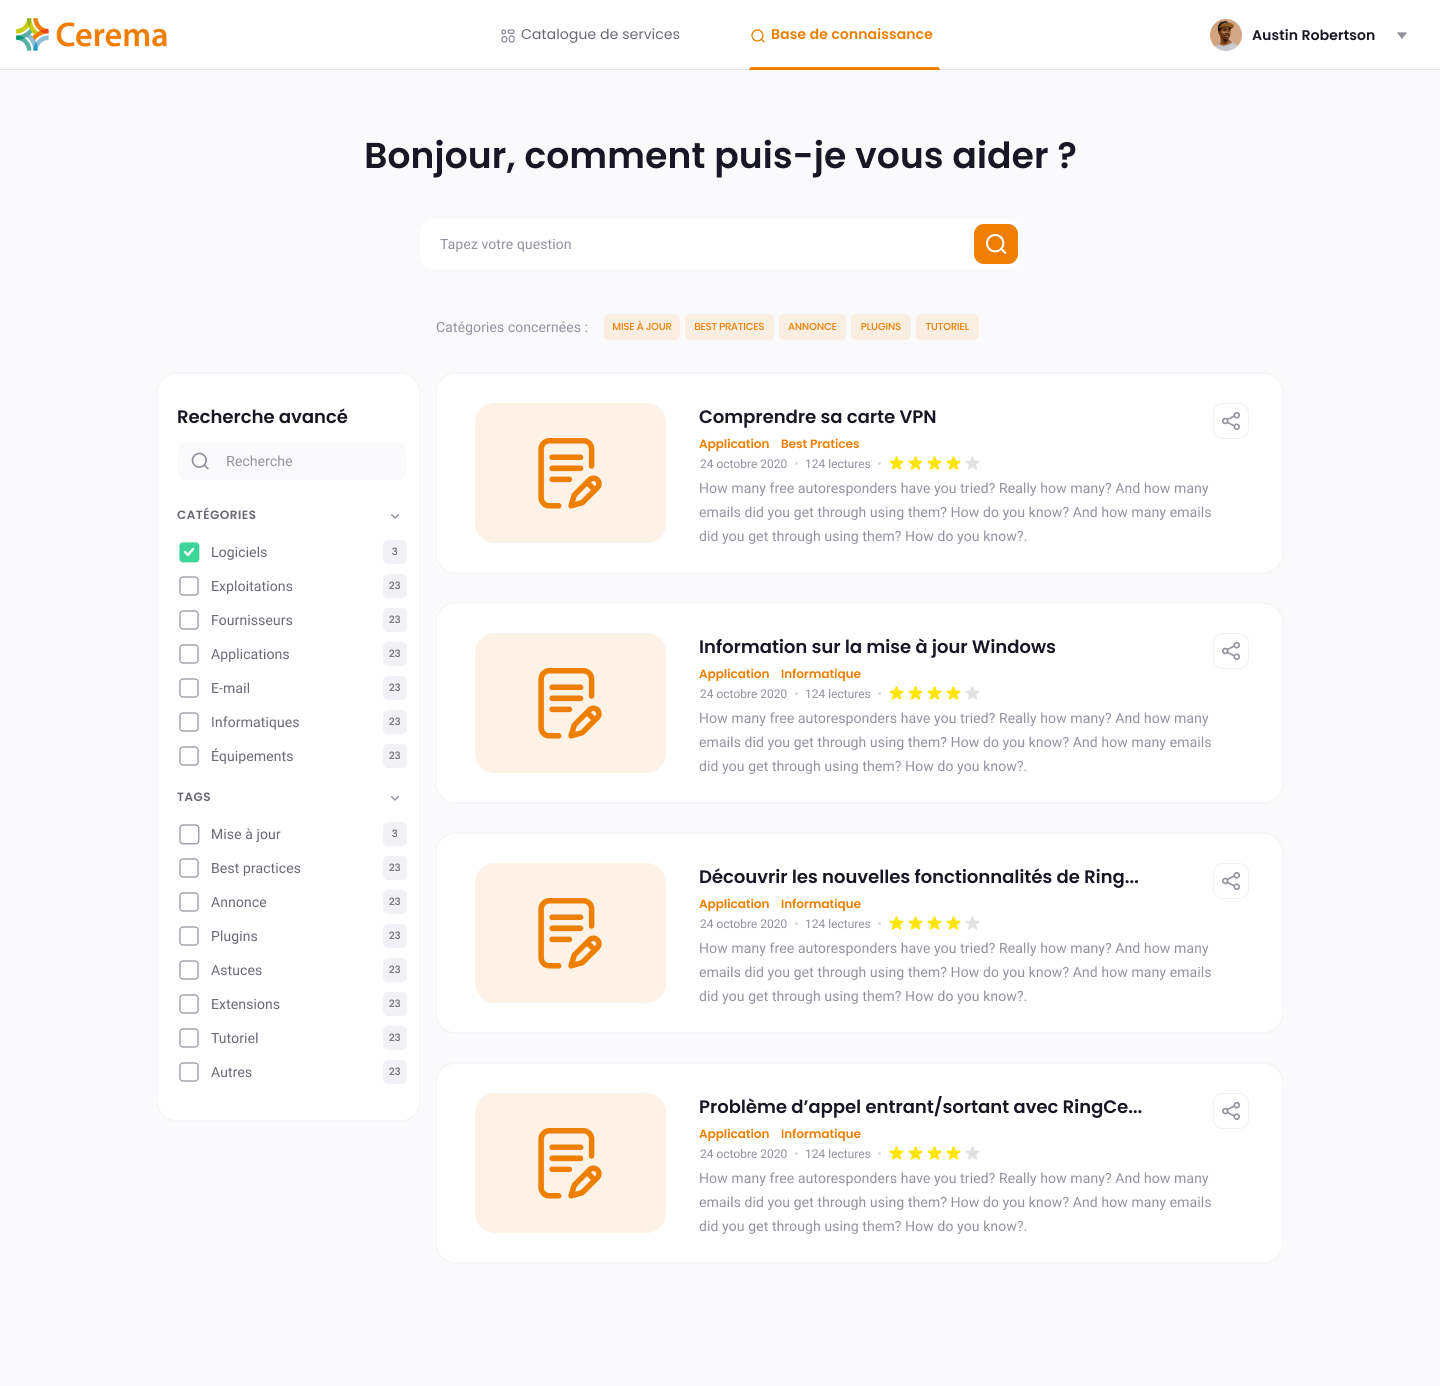 Cerema
Catalogue de services
Base de connaissance
Austin Robertson
Bonjour, comment puis-je vous aider ?
Tapez votre question
Catégories concernées :
MISE À JOUR
BEST PRATICES
ANNONCE
PLUGINS
TUTORIEL
Recherche avancé
Recherche
CATÉGORIES
Logiciels 3
Exploitations 23
Fournisseurs 23
Applications 23
E-mail 23
Informatiques 23
Équipements 23
TAGS
Mise à jour 3
Best practices 23
Annonce 23
Plugins 23
Astuces 23
Extensions 23
Tutoriel 23
Autres 23
Comprendre sa carte VPN
Application Best Pratices
24 octobre 2020 • 124 lectures •
How many free autoresponders have you tried? Really how many? And how many
emails did you get through using them? How do you know? And how many emails
did you get through using them? How do you know?.
Information sur la mise à jour Windows
Application Informatique
24 octobre 2020 • 124 lectures •
How many free autoresponders have you tried? Really how many? And how many
emails did you get through using them? How do you know? And how many emails
did you get through using them? How do you know?.
Découvrir les nouvelles fonctionnalités de Ring...
Application Informatique
24 octobre 2020 • 124 lectures •
How many free autoresponders have you tried? Really how many? And how many
emails did you get through using them? How do you know? And how many emails
did you get through using them? How do you know?.
Problème d’appel entrant/sortant avec RingCe...
Application Informatique
24 octobre 2020 • 124 lectures •
How many free autoresponders have you tried? Really how many? And how many
emails did you get through using them? How do you know? And how many emails
did you get through using them? How do you know?.